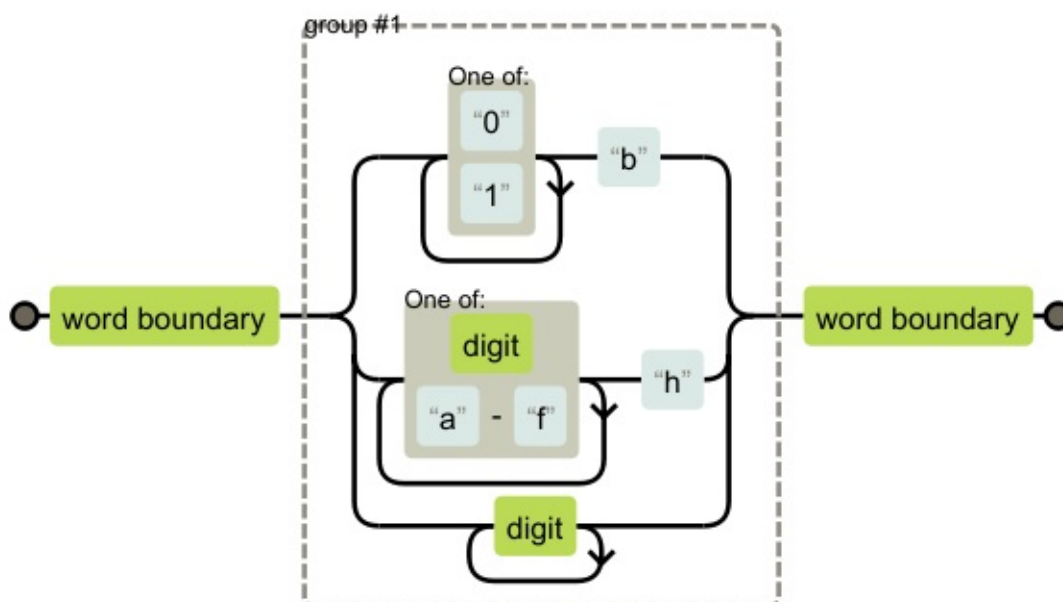 group #1
One of:
“0”
“1”
“b”
word boundary
One of:
digit
“a” - “f”
“h”
digit
word boundary